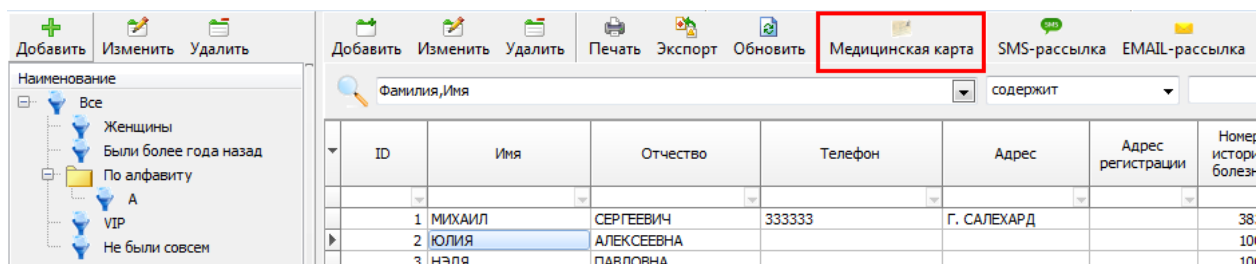 Добавить Изменить Удалить Добавить Изменить Удалить Печать Экспорт Обновить Медицинская карта SMS-рассылка EMAIL-рассылка
Наименование
Все
Женщины
Были более года назад
По алфавиту
А
VIP
Не были совсем
Фамилия,Имя содержит
ID Имя Отчество Телефон Адрес Адрес регистрации
1 МИХАИЛ СЕРГЕЕВИЧ 333333 Г. САЛЕХАРД
2 ЮЛИЯ АЛЕКСЕЕВНА
3 НЭЛЯ ПАВЛОВНА